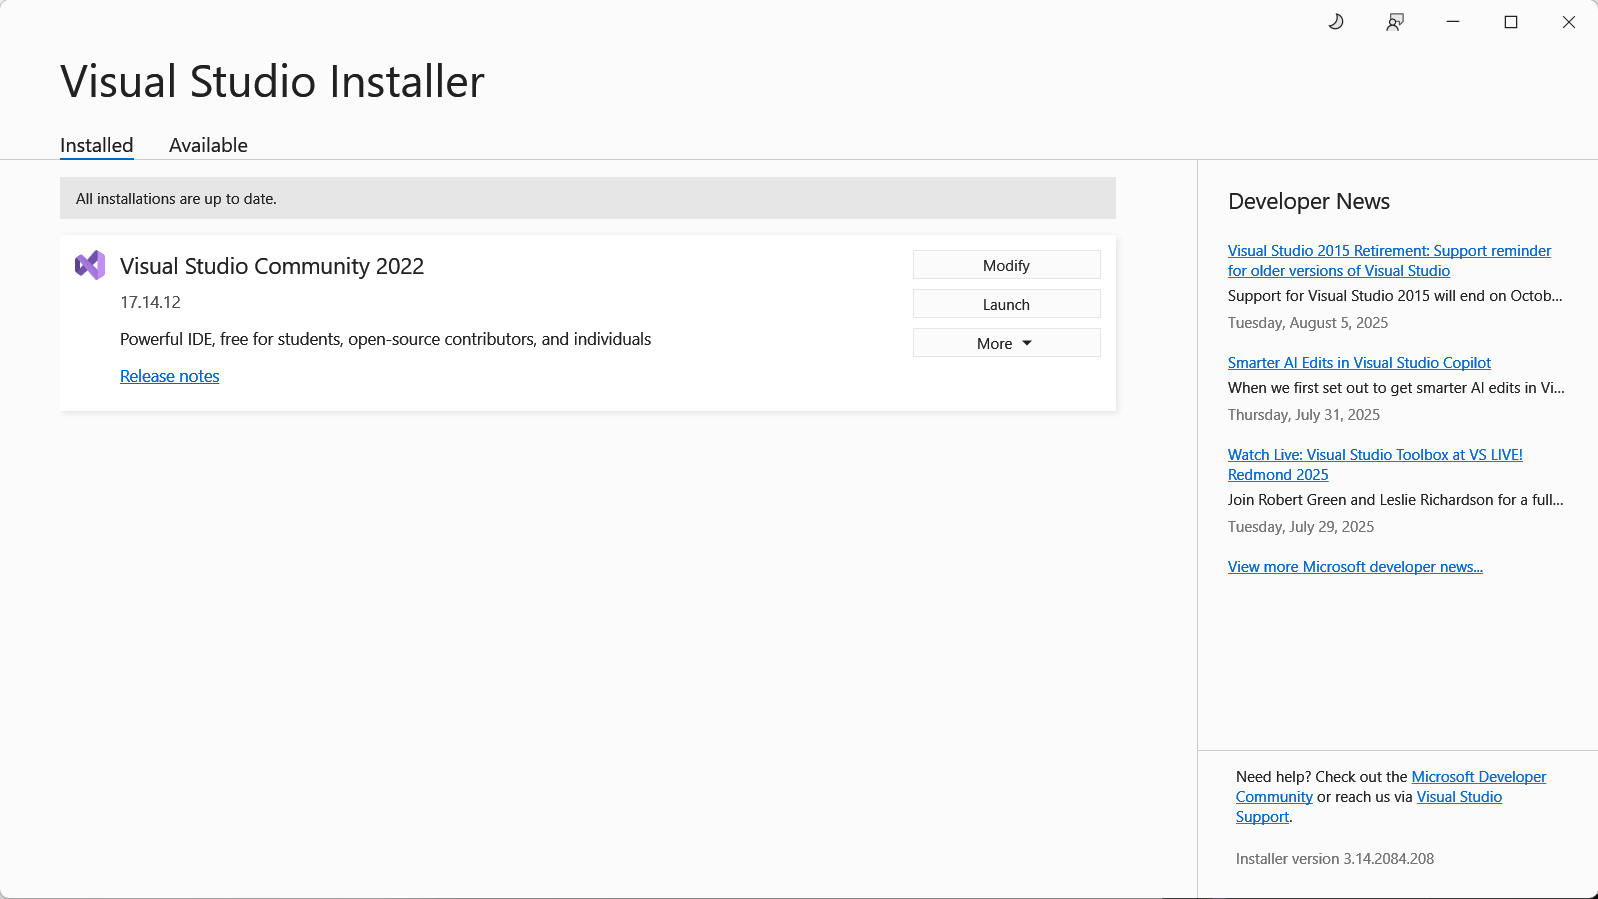 Visual Studio Installer
Installed
Available
All installations are up to date.
Visual Studio Community 2022
17.14.12
Powerful IDE, free for students, open-source contributors, and individuals
Release notes
Modify
Launch
More
Developer News
Visual Studio 2015 Retirement: Support reminder
for older versions of Visual Studio
Support for Visual Studio 2015 will end on Octob...
Tuesday, August 5, 2025
Smarter AI Edits in Visual Studio Copilot
When we first set out to get smarter AI edits in Vi...
Thursday, July 31, 2025
Watch Live: Visual Studio Toolbox at VS LIVE!
Redmond 2025
Join Robert Green and Leslie Richardson for a full...
Tuesday, July 29, 2025
View more Microsoft developer news...
Need help? Check out the Microsoft Developer
Community or reach us via Visual Studio
Support.
Installer version 3.14.2084.208